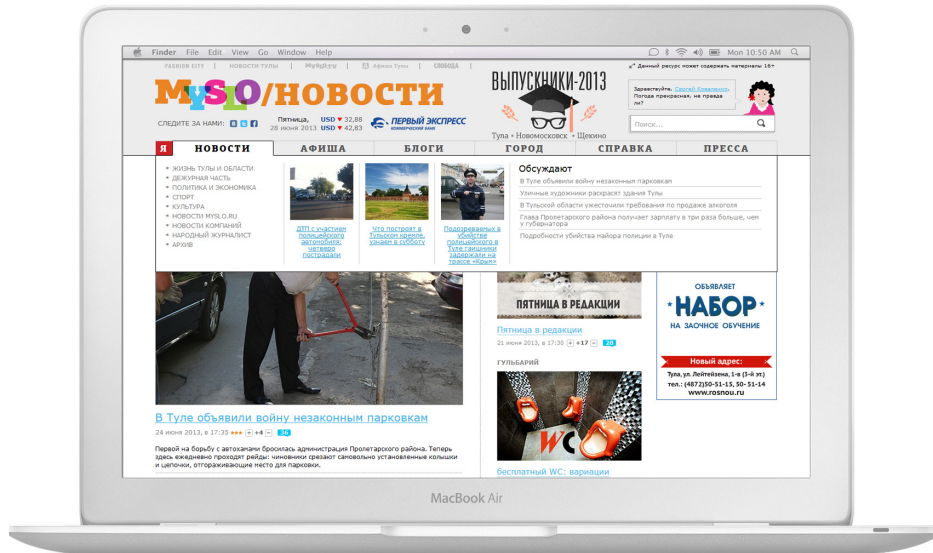 Finder File Edit View Go Window Help
Mon 10:50 AM
FASHION CITY | НОВОСТИ ТУЛЫ | MySlov | Афиша Тулы | СЛОБОДА |
Данный ресурс может содержать материалы 16+
MYSLO/НОВОСТИ
ВЫПУСКНИКИ-2013
Тула • Новомосковск • Щекино
Здравствуйте, Сергей Коваленко.
Погода прекрасная, не правда
ли?
СЛЕДИТЕ ЗА НАМИ:
Пятница, USD ▼ 32,88
28 июня 2013 USD ▼ 42,83
ПЕРВЫЙ ЭКСПРЕСС
КОММЕРЧЕСКИЙ БАНК
Поиск...
Я НОВОСТИ АФИША БЛОГИ ГОРОД СПРАВКА ПРЕССА
• ЖИЗНЬ ТУЛЫ И ОБЛАСТИ
• ДЕЖУРНАЯ ЧАСТЬ
• ПОЛИТИКА И ЭКОНОМИКА
• СПОРТ
• КУЛЬТУРА
• НОВОСТИ MYSLO.RU
• НОВОСТИ КОМПАНИЙ
• НАРОДНЫЙ ЖУРНАЛИСТ
• АРХИВ
ДТП с участием
полицейского
автомобиля:
четверо
пострадали
Что построят в
Тульском кремле,
узнаем в субботу
Подозреваемых в
убийстве
полицейского в
Туле гаишники
задержали на
трассе «Крым»
Обсуждают
В Туле объявили войну незаконным парковкам
Уличные художники раскрасят здания Тулы
В Тульской области ужесточили требования по продаже алкоголя
Глава Пролетарского района получает зарплату в три раза больше, чем
у губернатора
Подробности убийства майора полиции в Туле
В Туле объявили войну незаконным парковкам
24 июня 2013, в 17:35 ★★★ + +4 − 36
Первой на борьбу с автохамами бросилась администрация Пролетарского района. Теперь
здесь ежедневно проходят рейды: чиновники срезают самовольно установленные колышки
и цепочки, отгораживающие место для парковки.
ПЯТНИЦА В РЕДАКЦИИ
Пятница в редакции
21 июня 2013, в 17:30 + +17 − 28
ГУЛЬБАРИЙ
WC
бесплатный WC: вариации
ОБЪЯВЛЯЕТ
НАБОР
НА ЗАОЧНОЕ ОБУЧЕНИЕ
Новый адрес:
Тула, ул. Лейтейзена, 1-в (3-й эт.)
тел.: (4872)50-51-15, 50- 51-14
www.rosnou.ru
MacBook Air